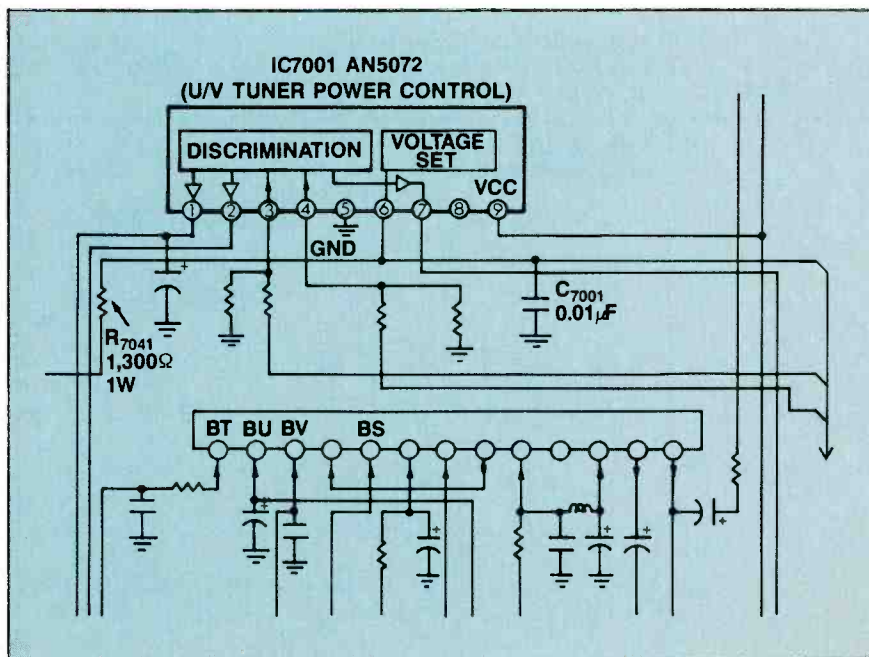 IC7001 AN5072
(U/V TUNER POWER CONTROL)
DISCRIMINATION
VOLTAGE
SET
VCC
1 2 3 4 5 6 7 8 9
GND
R7041
1,300Ω
1W
C7001
0.01µF
BT BU BV BS
+
+
+
+
+
+